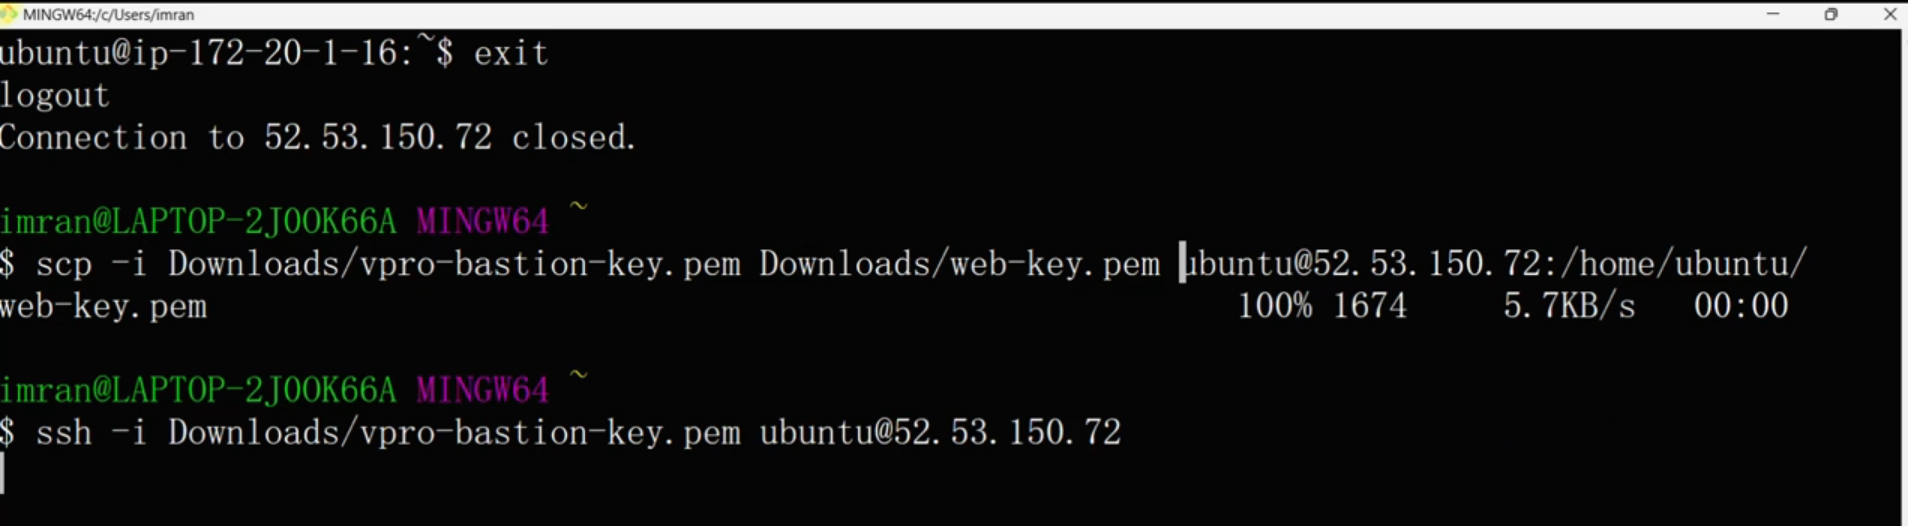 MINGW64:/c/Users/imran
ubuntu@ip-172-20-1-16:~$ exit
logout
Connection to 52.53.150.72 closed.
imran@LAPTOP-2J0OK66A MINGW64 ~
$ scp -i Downloads/vpro-bastion-key.pem Downloads/web-key.pem ubuntu@52.53.150.72:/home/ubuntu/
web-key.pem 100% 1674 5.7KB/s 00:00
imran@LAPTOP-2J0OK66A MINGW64 ~
$ ssh -i Downloads/vpro-bastion-key.pem ubuntu@52.53.150.72